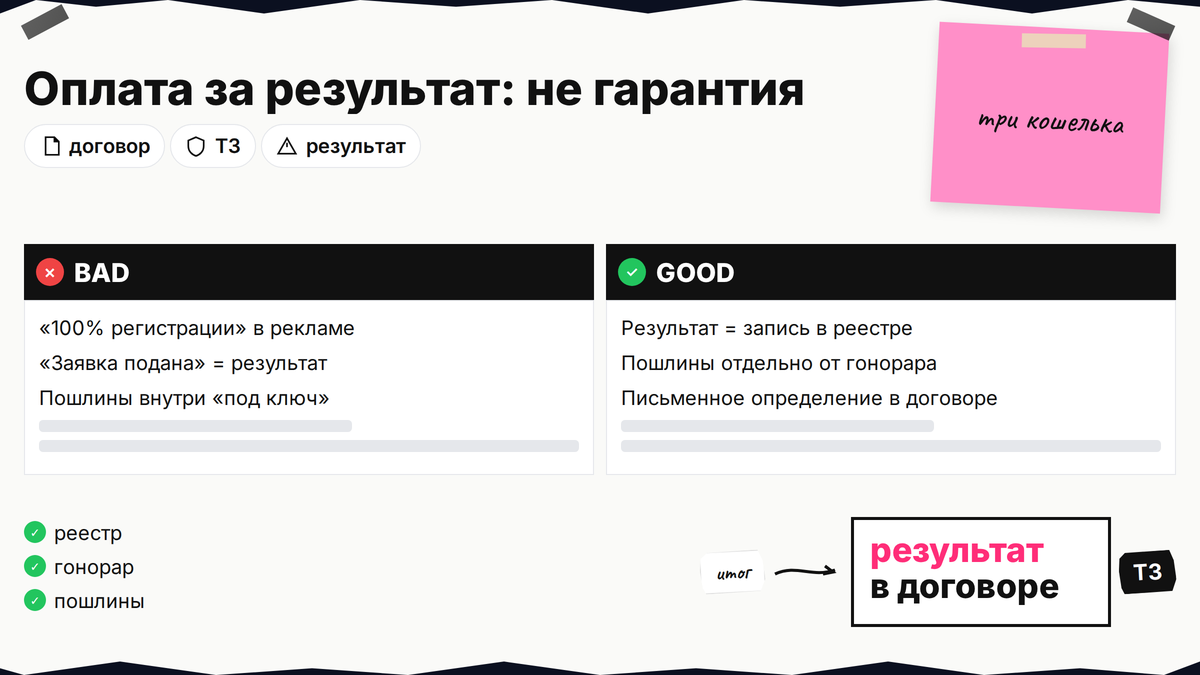 Оплата за результат: не гарантия
договор
ТЗ
результат
три кошелька
BAD
«100% регистрации» в рекламе
«Заявка подана» = результат
Пошлины внутри «под ключ»
GOOD
Результат = запись в реестре
Пошлины отдельно от гонорара
Письменное определение в договоре
реестр
гонорар
пошлины
итог
результат
в договоре
ТЗ